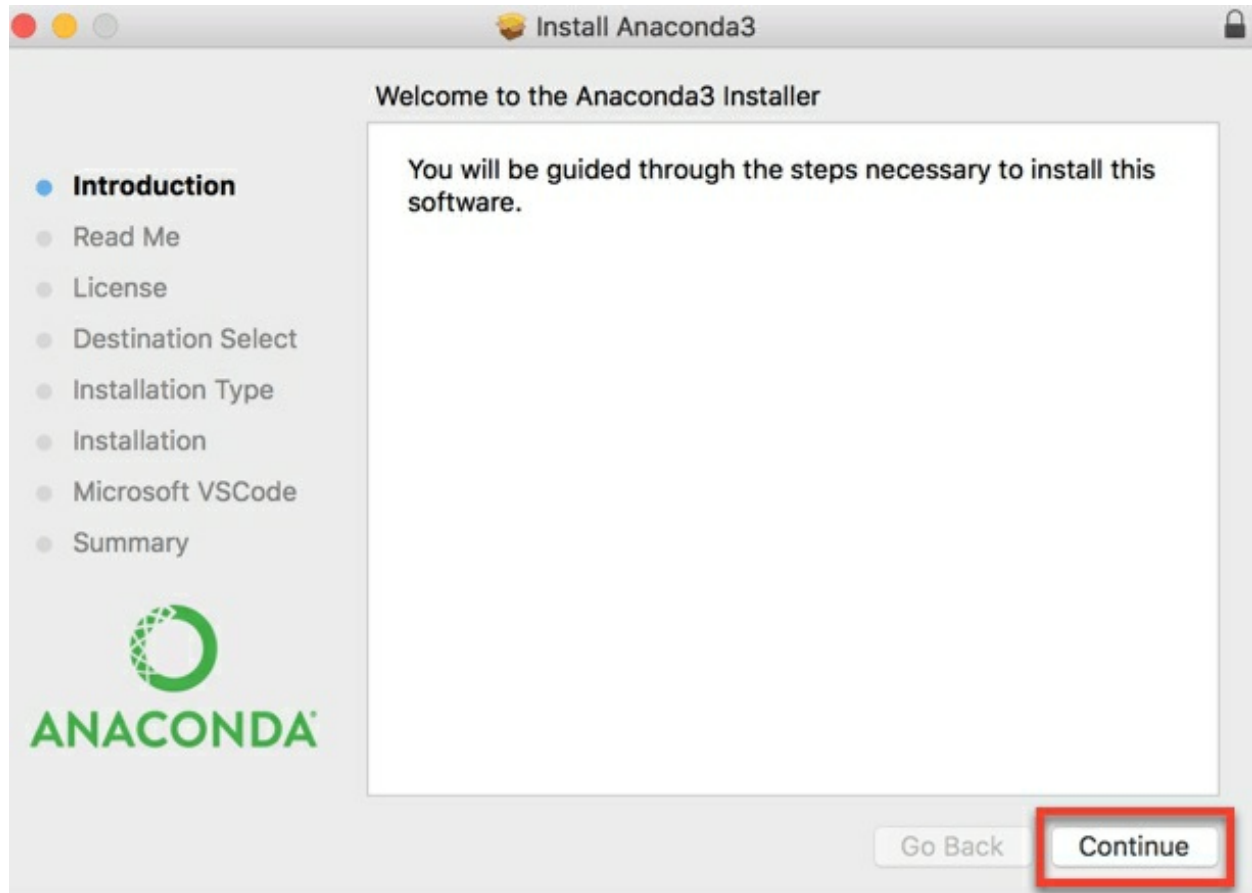 Install Anaconda3
Welcome to the Anaconda3 Installer
You will be guided through the steps necessary to install this
software.
Introduction
Read Me
License
Destination Select
Installation Type
Installation
Microsoft VSCode
Summary
ANACONDA
Go Back
Continue